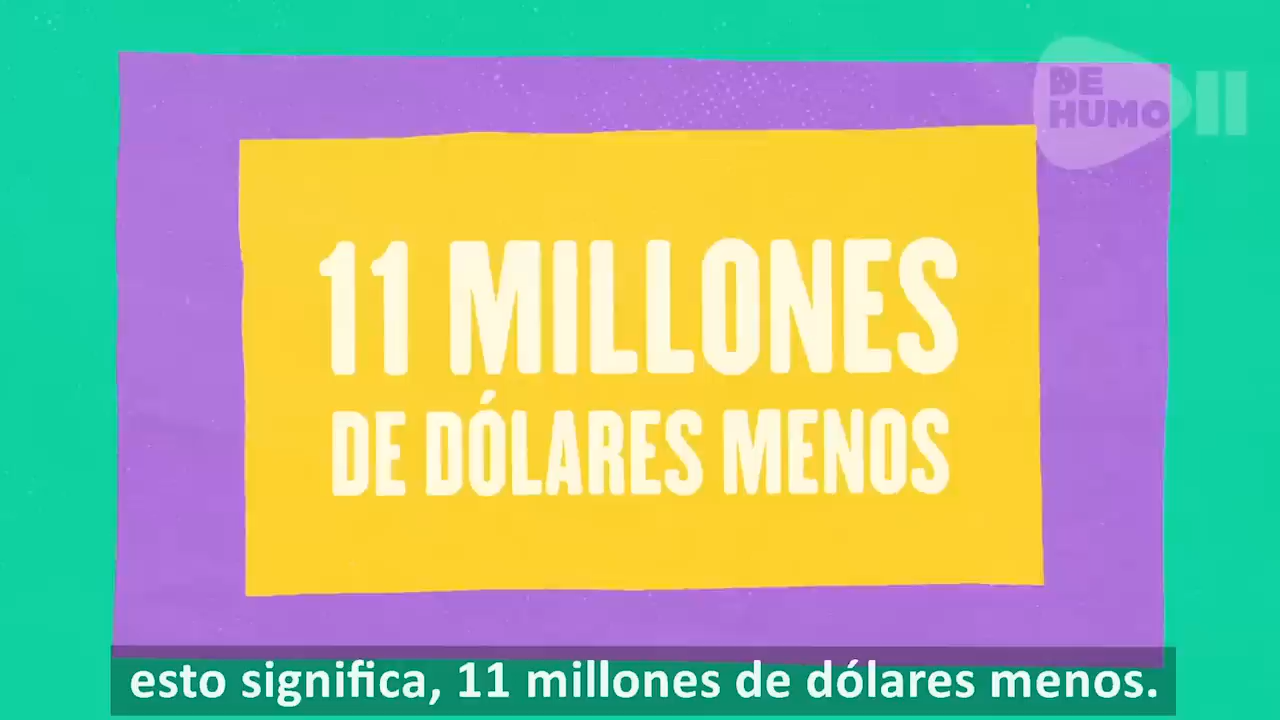 DE
HUMO
11 MILLONES
DE DÓLARES MENOS
esto significa, 11 millones de dólares menos.